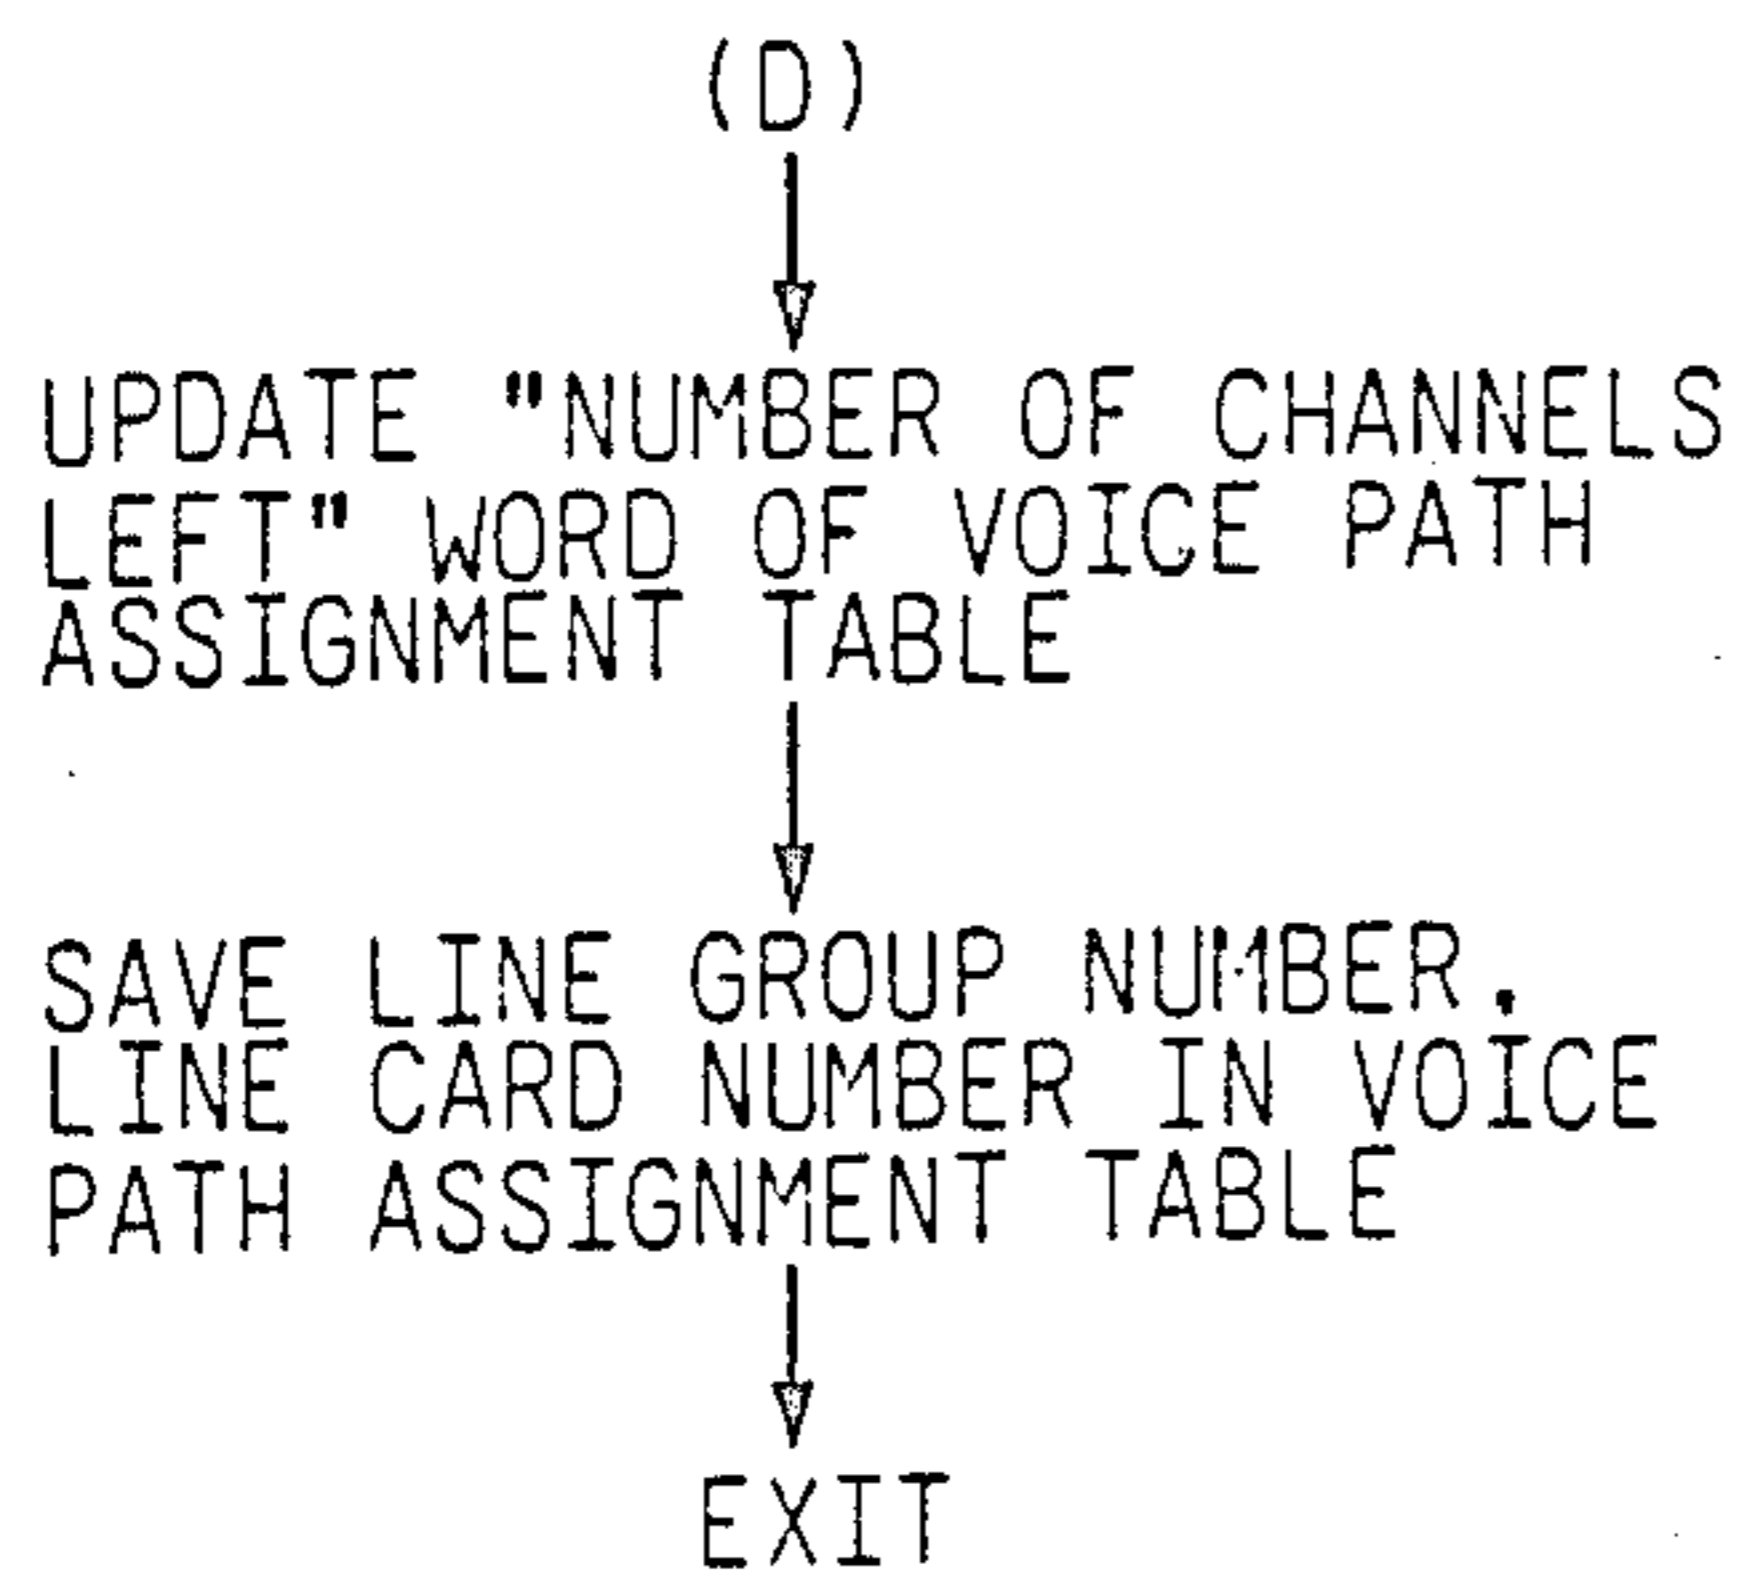 (D)
UPDATE "NUMBER OF CHANNELS
LEFT" WORD OF VOICE PATH
ASSIGNMENT TABLE
SAVE LINE GROUP NUMBER.
LINE CARD NUMBER IN VOICE
PATH ASSIGNMENT TABLE
EXIT